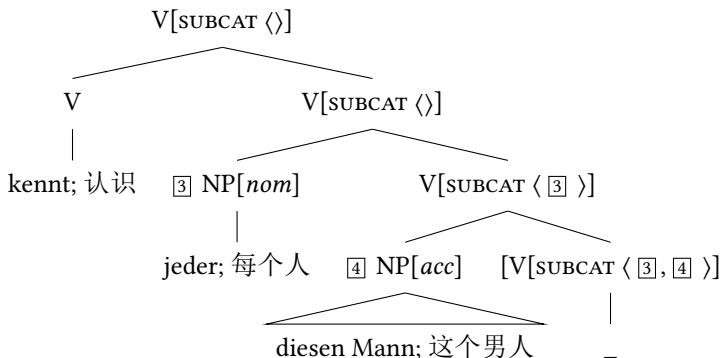 V[SUBCAT ⟨⟩]
V V[SUBCAT ⟨⟩]
kennt; 认识 3 NP[nom] V[SUBCAT ⟨ 3 ⟩]
jeder; 每个人 4 NP[acc] [V[SUBCAT ⟨ 3 , 4 ⟩]
diesen Mann; 这个男人 _